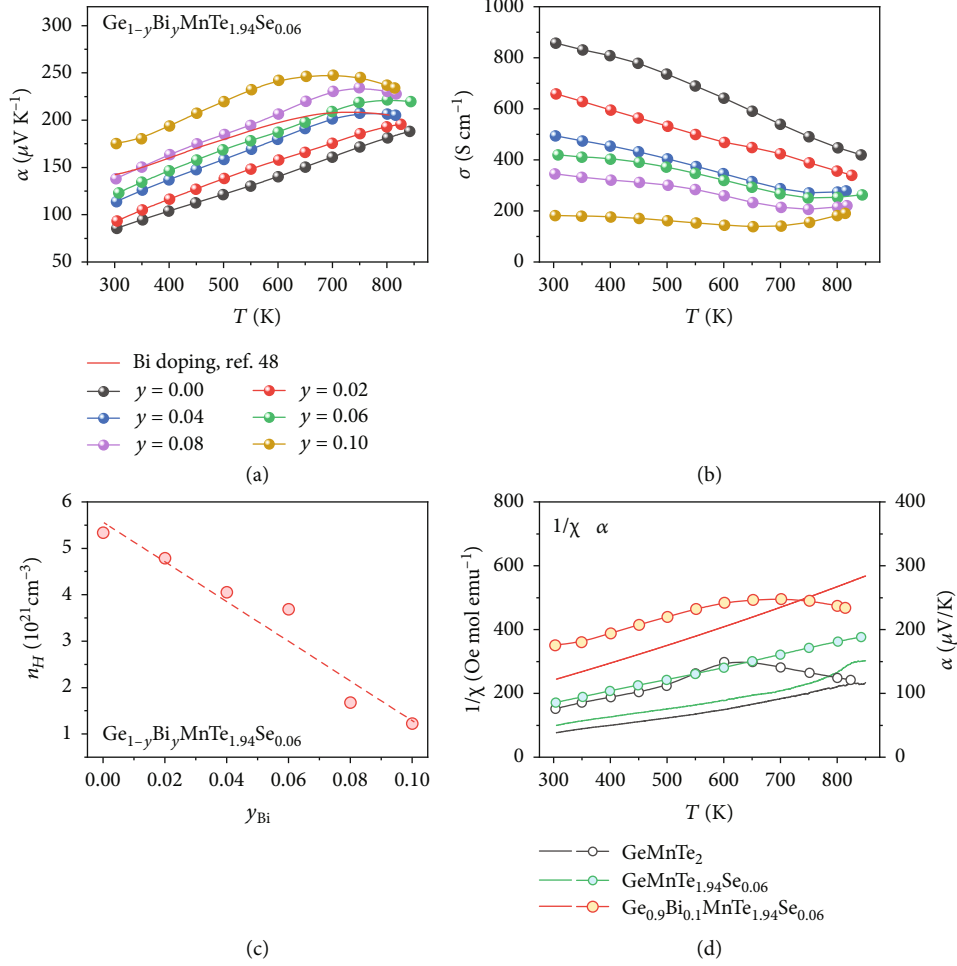 Ge1−yBiyMnTe1.94Se0.06
300
250
200
150
100
50
α (μV K−1)
300 400 500 600 700 800
T (K)
1000
800
600
400
200
0
σ (S cm−1)
300 400 500 600 700 800
T (K)
Bi doping, ref. 48
y = 0.00 y = 0.02
y = 0.04 y = 0.06
y = 0.08 y = 0.10
(a)
(b)
6
5
4
3
2
1
nH (10^21cm−3)
Ge1−yBiyMnTe1.94Se0.06
0.00 0.02 0.04 0.06 0.08 0.10
yBi
(c)
800
600
400
200
0
1/χ (Oe mol emu−1)
1/χ α
400
300
200
100
0
α (μV/K)
300 400 500 600 700 800
T (K)
GeMnTe2
GeMnTe1.94Se0.06
Ge0.9Bi0.1MnTe1.94Se0.06
(d)